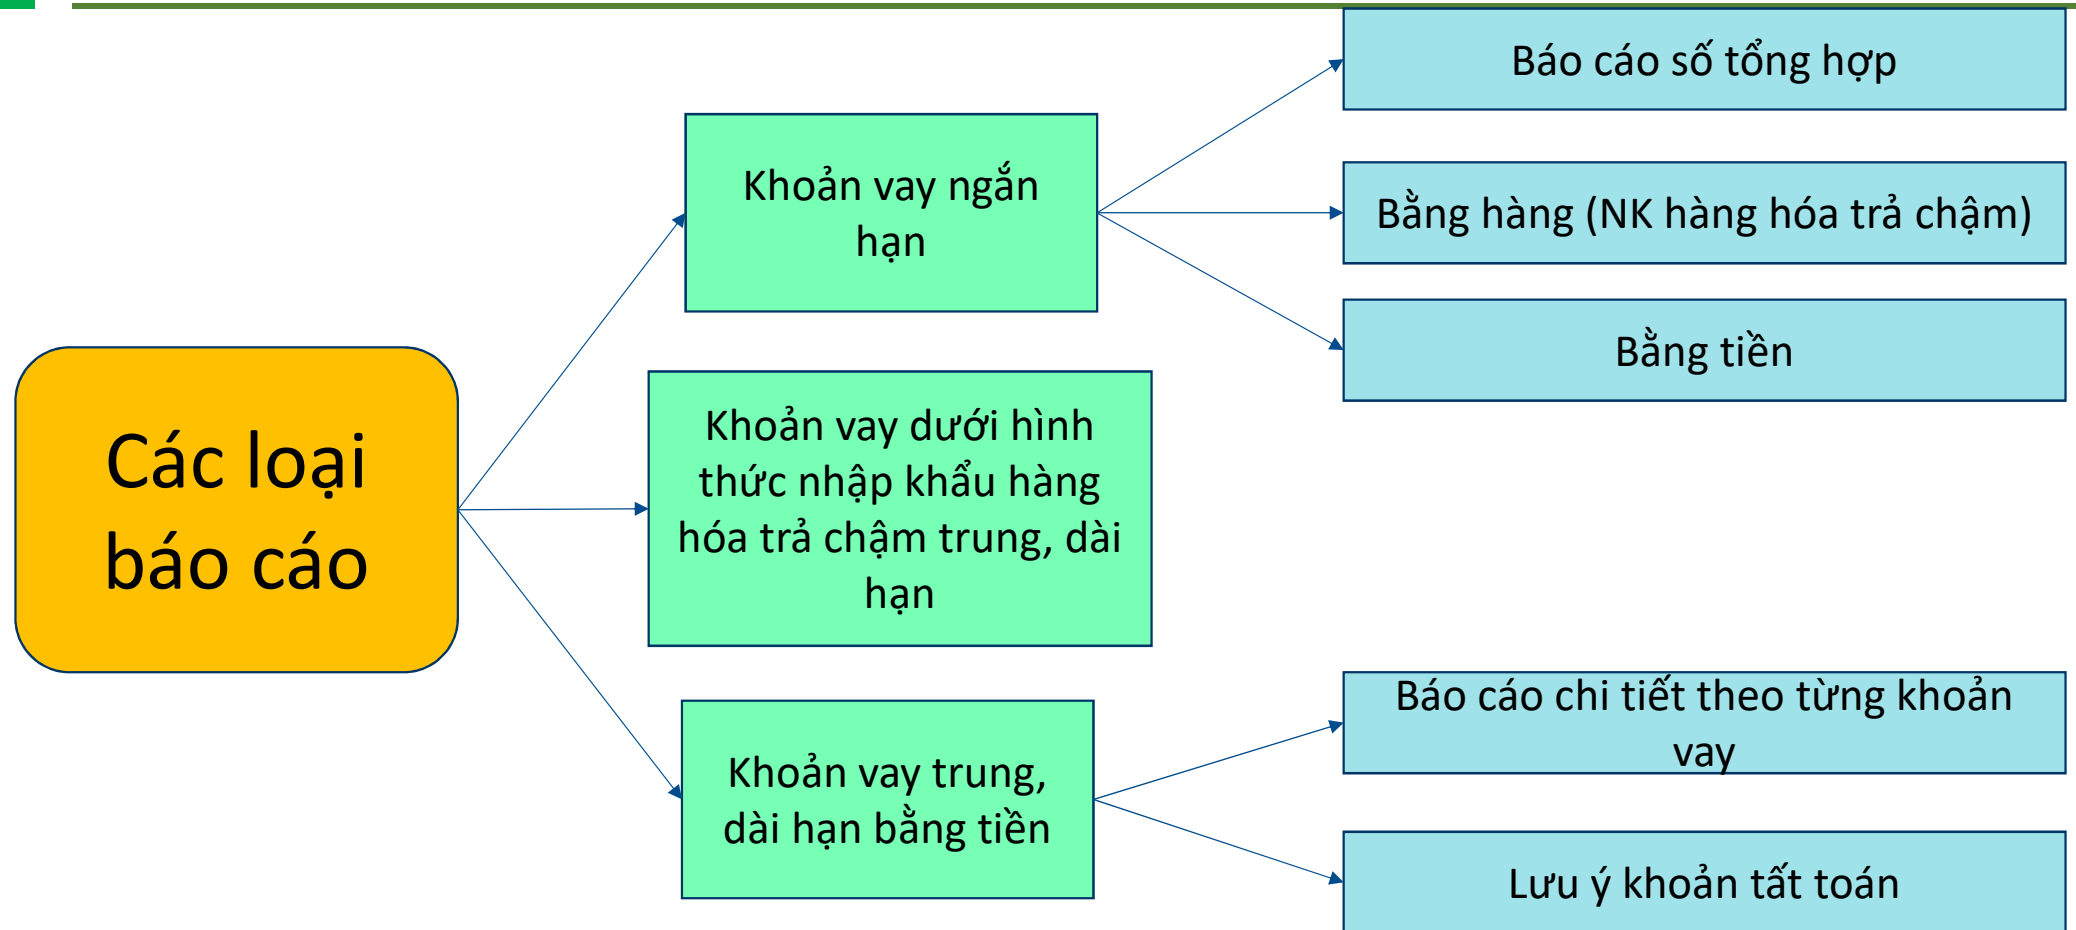 Các loại
báo cáo
Khoản vay ngắn
hạn
Báo cáo số tổng hợp
Bằng hàng (NK hàng hóa trả chậm)
Bằng tiền
Khoản vay dưới hình
thức nhập khẩu hàng
hóa trả chậm trung, dài
hạn
Khoản vay trung,
dài hạn bằng tiền
Báo cáo chi tiết theo từng khoản
vay
Lưu ý khoản tất toán